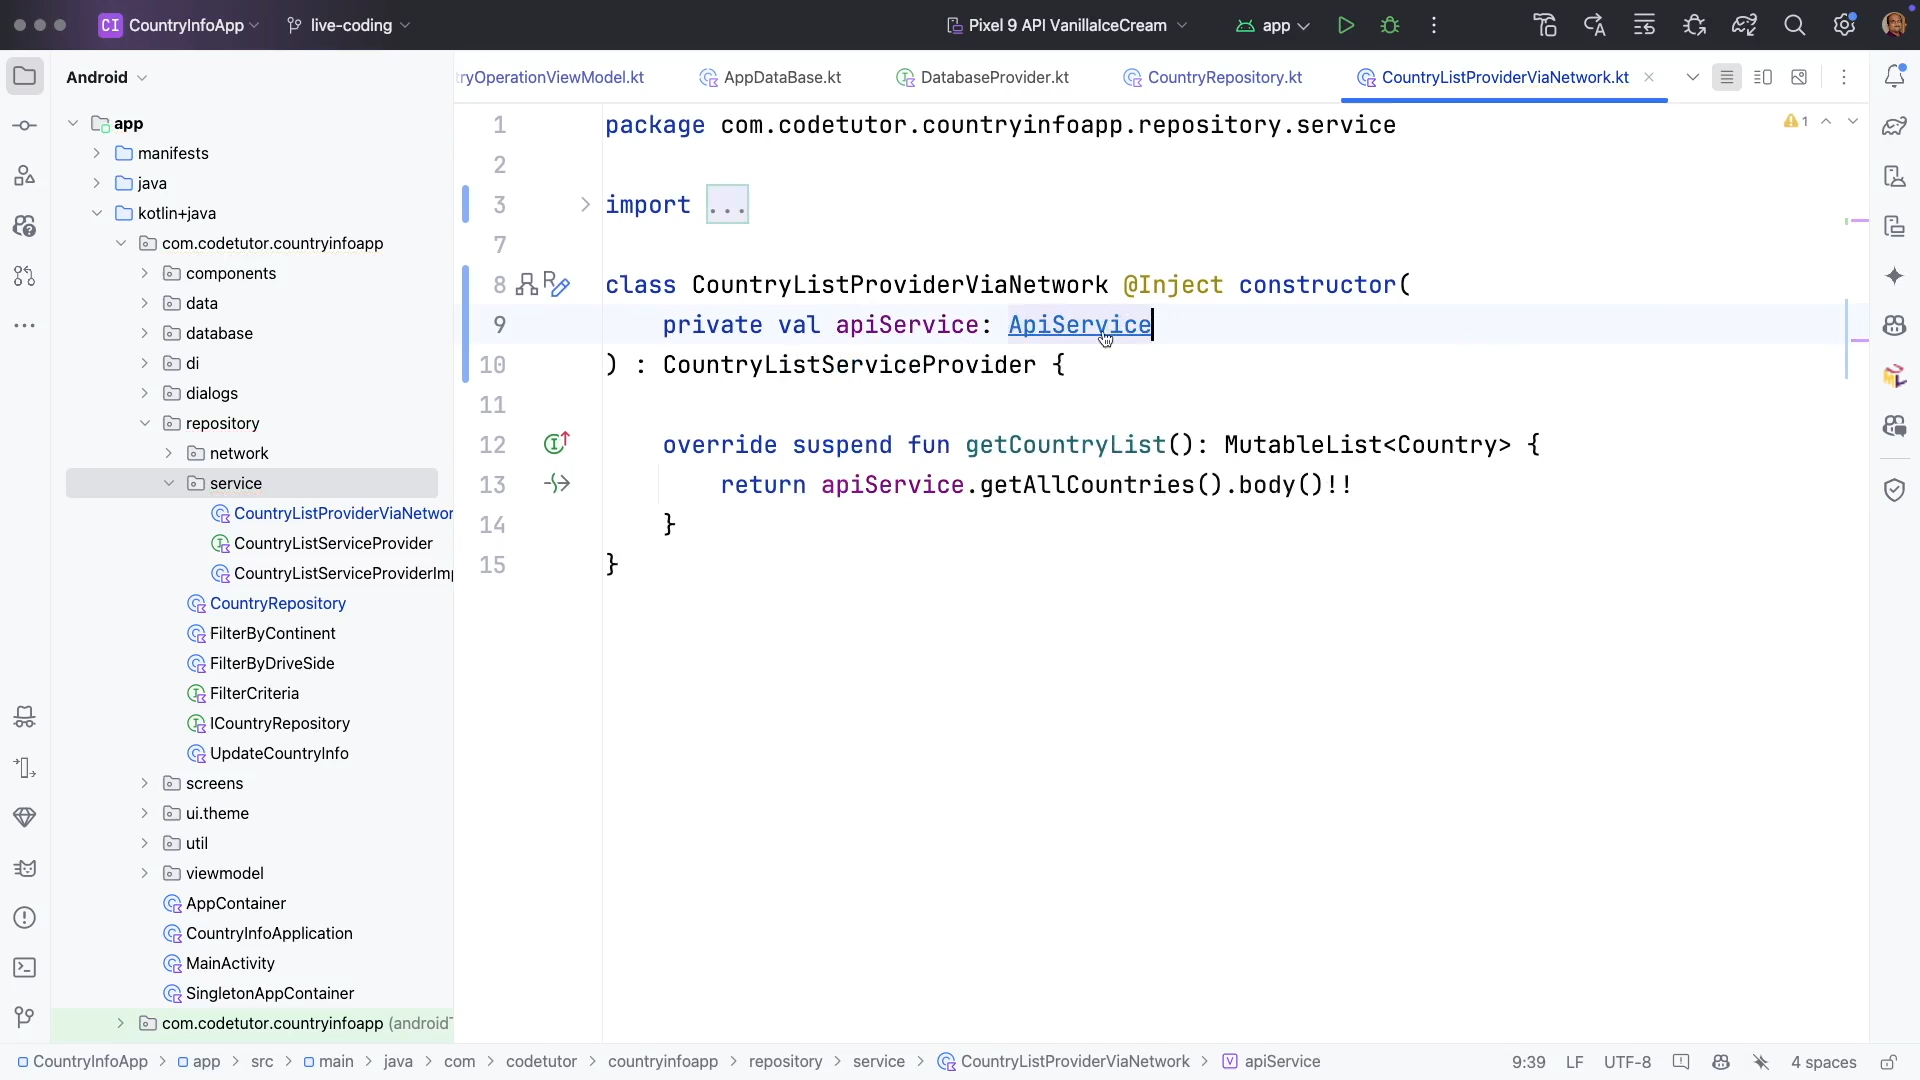 CI CountryInfoApp live-coding Pixel 9 API VanillaIceCream app
Android
tryOperationViewModel.kt AppDataBase.kt DatabaseProvider.kt CountryRepository.kt CountryListProviderViaNetwork.kt
app
manifests
java
kotlin+java
com.codetutor.countryinfoapp
components
data
database
di
dialogs
repository
network
service
CountryListProviderViaNetwor
CountryListServiceProvider
CountryListServiceProviderImp
CountryRepository
FilterByContinent
FilterByDriveSide
FilterCriteria
ICountryRepository
UpdateCountryInfo
screens
ui.theme
util
viewmodel
AppContainer
CountryInfoApplication
MainActivity
SingletonAppContainer
com.codetutor.countryinfoapp (androidT
1 package com.codetutor.countryinfoapp.repository.service
2
3 import ...
7
8 class CountryListProviderViaNetwork @Inject constructor(
9 private val apiService: ApiService
10 ) : CountryListServiceProvider {
11
12 override suspend fun getCountryList(): MutableList<Country> {
13 return apiService.getAllCountries().body()!!
14 }
15 }
1
CountryInfoApp > app > src > main > java > com > codetutor > countryinfoapp > repository > service > CountryListProviderViaNetwork > apiService
9:39 LF UTF-8 4 spaces